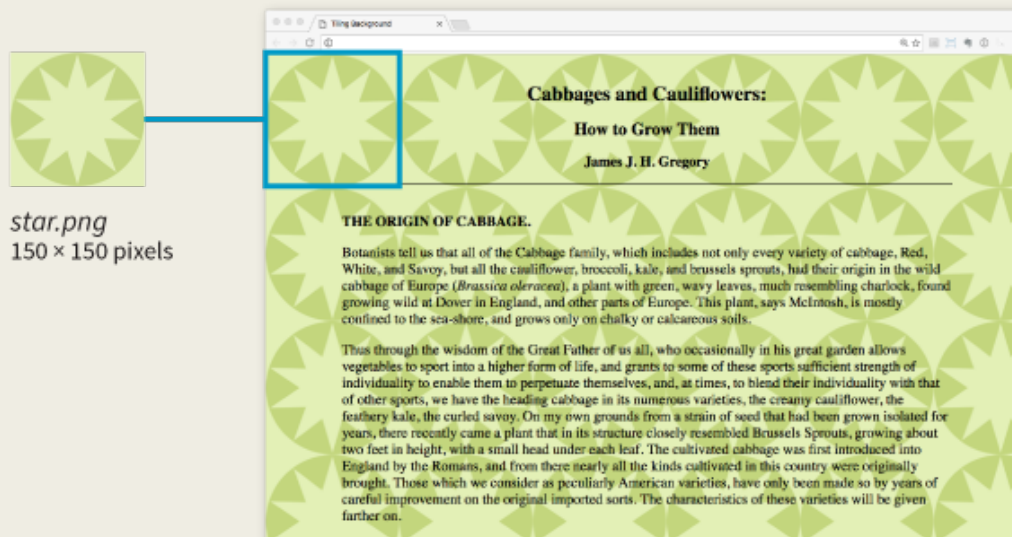 Tiling Background
Cabbages and Cauliflowers:
How to Grow Them
James J. H. Gregory
star.png
150 × 150 pixels
THE ORIGIN OF CABBAGE.
Botanists tell us that all of the Cabbage family, which includes not only every variety of cabbage, Red,
White, and Savoy, but all the cauliflower, broccoli, kale, and brussels sprouts, had their origin in the wild
cabbage of Europe (Brassica oleracea), a plant with green, wavy leaves, much resembling charlock, found
growing wild at Dover in England, and other parts of Europe. This plant, says McIntosh, is mostly
confined to the sea-shore, and grows only on chalky or calcareous soils.
Thus through the wisdom of the Great Father of us all, who occasionally in his great garden allows
vegetables to sport into a higher form of life, and grants to some of these sports sufficient strength of
individuality to enable them to perpetuate themselves, and, at times, to blend their individuality with that
of other sports, we have the heading cabbage in its numerous varieties, the creamy cauliflower, the
feathery kale, the curled savoy. On my own grounds from a strain of seed that had been grown isolated for
years, there recently came a plant that in its structure closely resembled Brussels Sprouts, growing about
two feet in height, with a small head under each leaf. The cultivated cabbage was first introduced into
England by the Romans, and from there nearly all the kinds cultivated in this country were originally
brought. Those which we consider as peculiarly American varieties, have only been made so by years of
careful improvement on the original imported sorts. The characteristics of these varieties will be given
farther on.